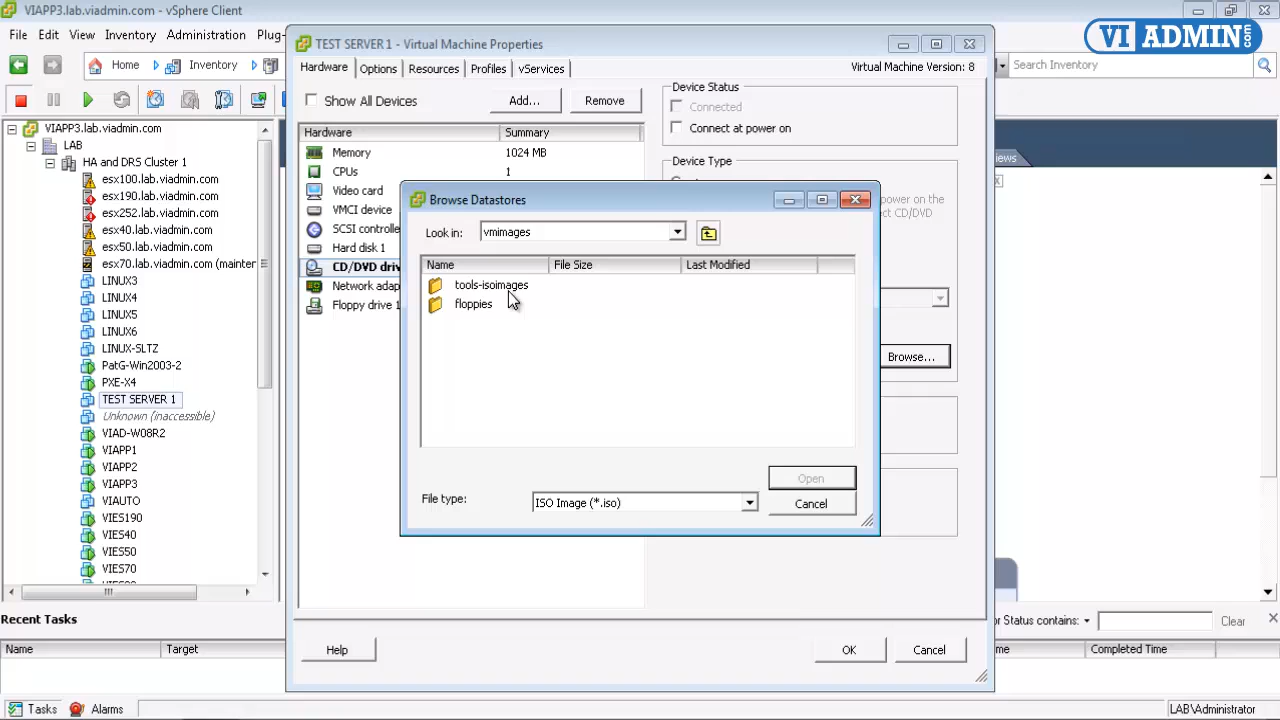 VIAPP3.lab.viadmin.com - vSphere Client
VI ADMIN.com
File Edit View Inventory Administration Plug-
Home Inventory
Search Inventory
TEST SERVER 1 - Virtual Machine Properties
Hardware Options Resources Profiles vServices
Virtual Machine Version: 8
Show All Devices
Add...
Remove
Hardware Summary
Memory 1024 MB
CPUs 1
Video card
VMCI device
SCSI controlle
Hard disk 1
CD/DVD driv
Network adap
Floppy drive 1
Device Status
Connected
Connect at power on
Device Type
power on the
ct CD/DVD
Browse...
Browse Datastores
Look in: vmimages
Name File Size Last Modified
tools-isoimages
floppies
Open
File type: ISO Image (*.iso)
Cancel
Help
OK
Cancel
VIAPP3.lab.viadmin.com
LAB
HA and DRS Cluster 1
esx100.lab.viadmin.com
esx190.lab.viadmin.com
esx252.lab.viadmin.com
esx40.lab.viadmin.com
esx50.lab.viadmin.com
esx70.lab.viadmin.com (mainter
LINUX3
LINUX4
LINUX5
LINUX6
LINUX-SLTZ
PatG-Win2003-2
PXE-X4
TEST SERVER 1
Unknown (inaccessible)
VIAD-W08R2
VIAPP1
VIAPP2
VIAPP3
VIAUTO
VIES190
VIES40
VIES50
VIES70
iews
Recent Tasks
r Status contains:
Clear
Name Target
me Completed Time
Tasks Alarms
LAB\Administrator